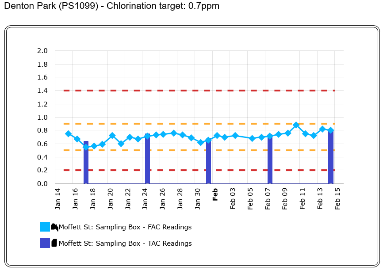 Denton Park (PS1099) - Chlorination target: 0.7ppm
2.0
1.8
1.6
1.4
1.2
1.0
0.8
0.6
0.4
0.2
0.0
Jan 14
Jan 16
Jan 18
Jan 20
Jan 22
Jan 24
Jan 26
Jan 28
Jan 30
Feb
Feb 03
Feb 05
Feb 07
Feb 09
Feb 11
Feb 13
Feb 15
Moffett St: Sampling Box - FAC Readings
Moffett St: Sampling Box - TAC Readings